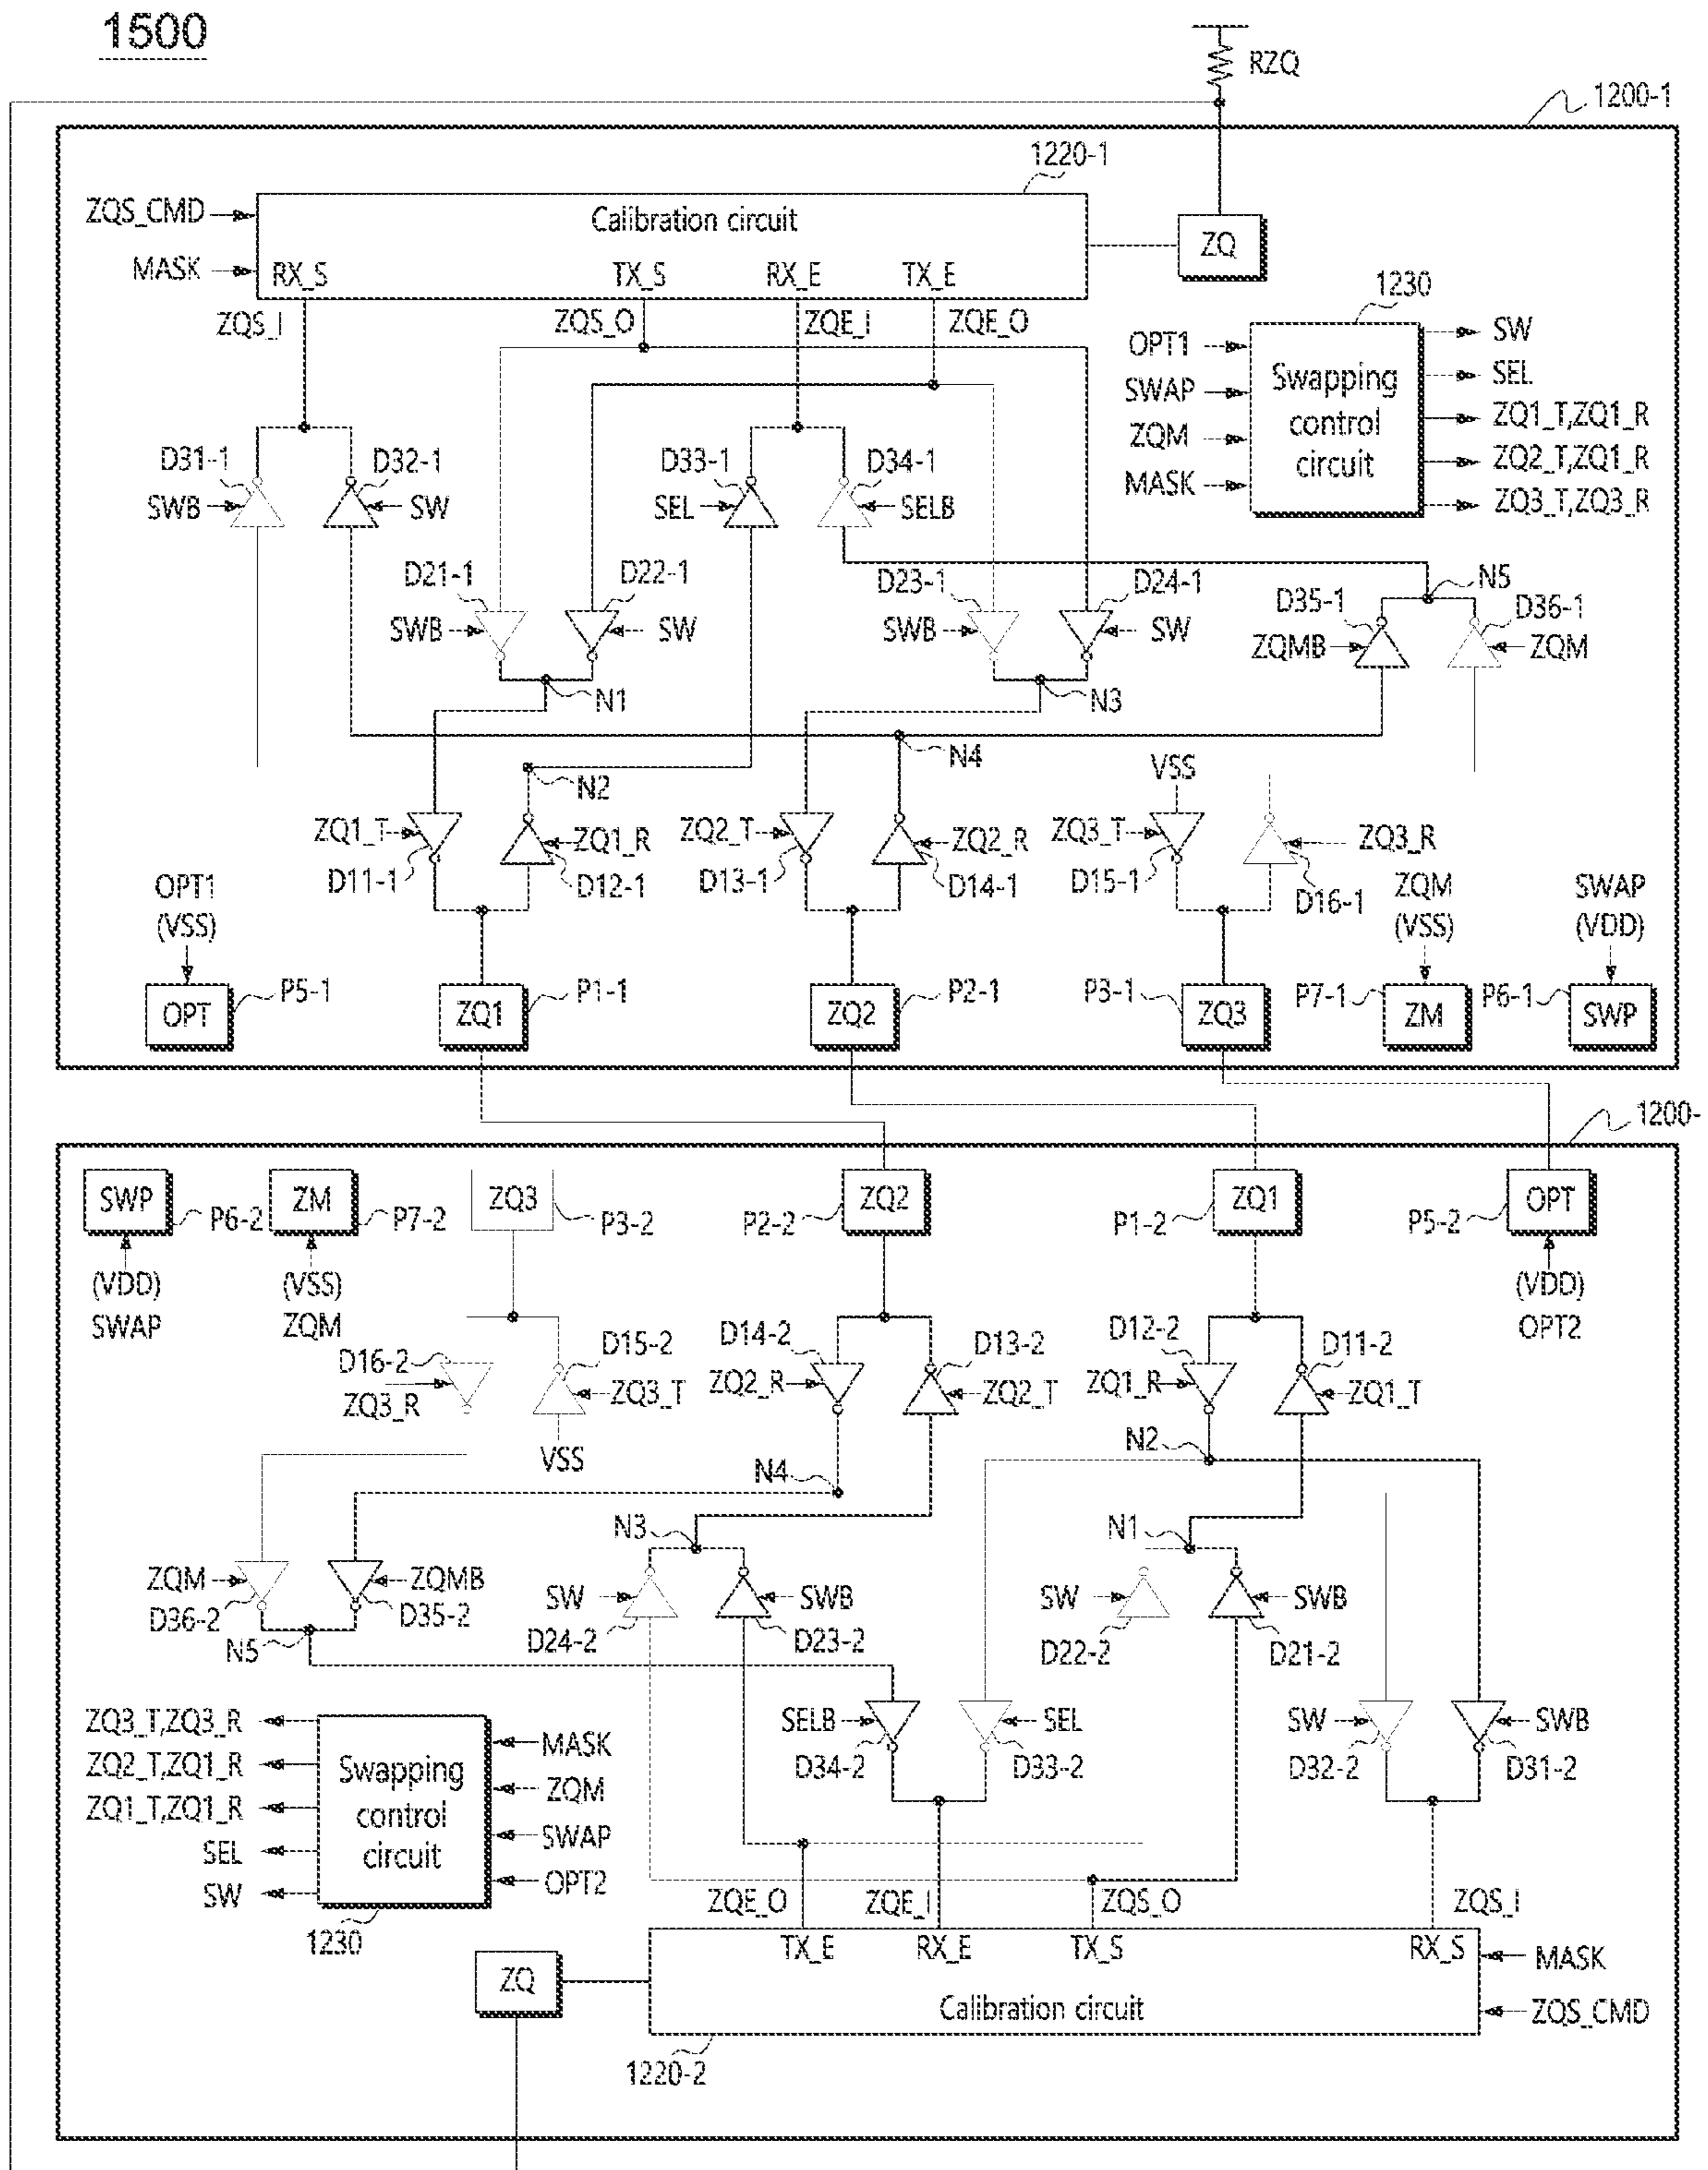 1500
RZQ
1200-1
1220-1
ZQS_CMD
Calibration circuit
ZQ
MASK
RX_S
TX_S
RX_E
TX_E
1230
ZQS_I
ZQS_O
ZQE_I
ZQE_O
OPT1
SWAP
ZQM
MASK
Swapping
control
circuit
SW
SEL
ZQ1_T,ZQ1_R
ZQ2_T,ZQ1_R
ZQ3_T,ZQ3_R
D31-1
D32-1
D33-1
D34-1
SWB
SW
SEL
SELB
D21-1
D22-1
D23-1
D24-1
N5
D35-1
D36-1
SWB
SW
SWB
SW
ZQMB
ZQM
N1
N3
N4
N2
VSS
ZQ1_T
ZQ1_R
ZQ2_T
ZQ2_R
ZQ3_T
ZQ3_R
D11-1
D12-1
D13-1
D14-1
D15-1
D16-1
OPT1
(VSS)
ZQM
(VSS)
SWAP
(VDD)
OPT
P5-1
ZQ1
P1-1
ZQ2
P2-1
P3-1
ZQ3
P7-1
ZM
P6-1
SWP
1200-
SWP
P6-2
ZM
P7-2
ZQ3
P3-2
P2-2
ZQ2
P1-2
ZQ1
P5-2
OPT
(VDD)
SWAP
(VSS)
ZQM
(VDD)
OPT2
D16-2
D15-2
D14-2
D13-2
D12-2
D11-2
ZQ3_R
ZQ3_T
ZQ2_R
ZQ2_T
ZQ1_R
ZQ1_T
VSS
N4
N2
N3
N1
ZQM
ZQMB
SW
SWB
SW
SWB
D36-2
D35-2
D24-2
D23-2
D22-2
D21-2
N5
SELB
SEL
SW
SWB
D34-2
D33-2
D32-2
D31-2
ZQ3_T,ZQ3_R
ZQ2_T,ZQ1_R
ZQ1_T,ZQ1_R
SEL
SW
Swapping
control
circuit
MASK
ZQM
SWAP
OPT2
1230
ZQE_O
ZQE_I
ZQS_O
ZQS_I
TX_E
RX_E
TX_S
RX_S
MASK
ZQ
Calibration circuit
ZQS_CMD
1220-2